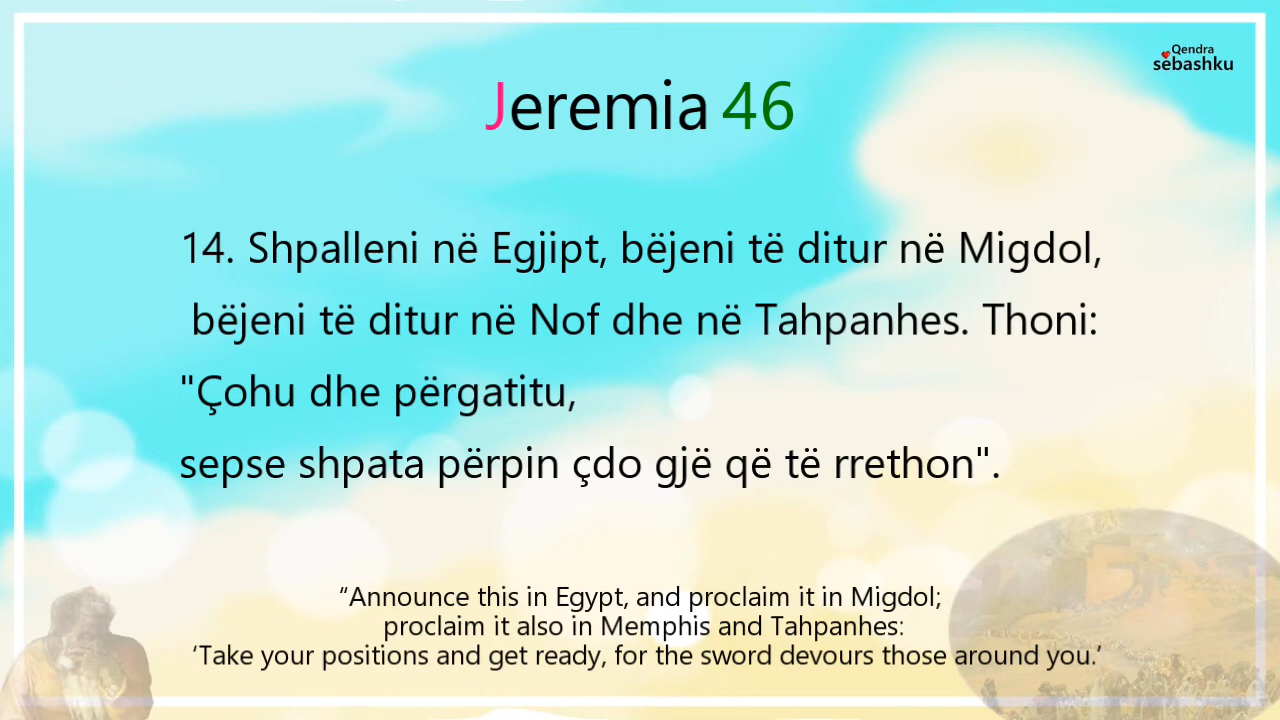 Qendra
sebashku
Jeremia 46
14. Shpalleni në Egjipt, bëjeni të ditur në Migdol,
bëjeni të ditur në Nof dhe në Tahpanhes. Thoni:
"Çohu dhe përgatitu,
sepse shpata përpin çdo gjë që të rrethon".
“Announce this in Egypt, and proclaim it in Migdol;
proclaim it also in Memphis and Tahpanhes:
‘Take your positions and get ready, for the sword devours those around you.’